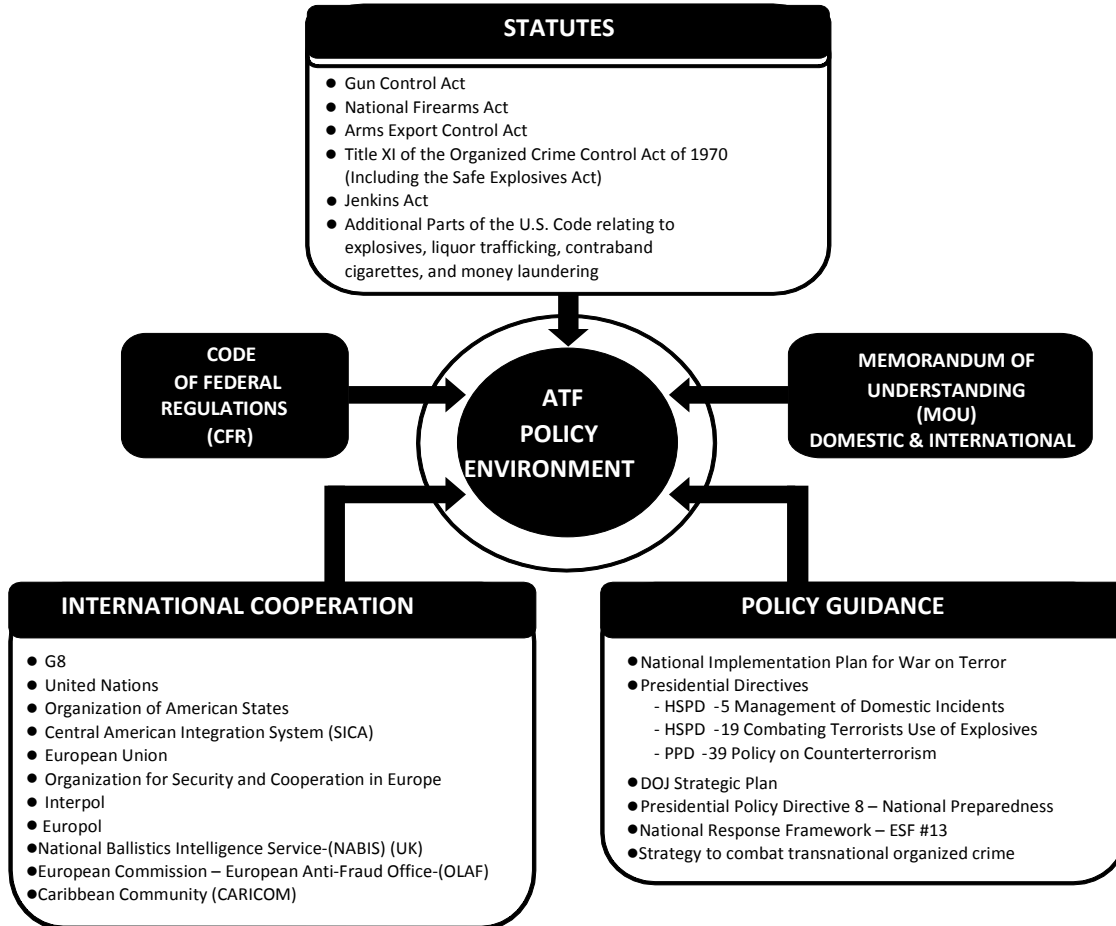 STATUTES
● Gun Control Act
● National Firearms Act
● Arms Export Control Act
● Title XI of the Organized Crime Control Act of 1970
(Including the Safe Explosives Act)
● Jenkins Act
● Additional Parts of the U.S. Code relating to
explosives, liquor trafficking, contraband
cigarettes, and money laundering
CODE
OF FEDERAL
REGULATIONS
(CFR)
ATF
POLICY
ENVIRONMENT
MEMORANDUM OF
UNDERSTANDING
(MOU)
DOMESTIC & INTERNATIONAL
INTERNATIONAL COOPERATION
● G8
● United Nations
● Organization of American States
● Central American Integration System (SICA)
● European Union
● Organization for Security and Cooperation in Europe
● Interpol
● Europol
●National Ballistics Intelligence Service-(NABIS) (UK)
●European Commission – European Anti-Fraud Office-(OLAF)
●Caribbean Community (CARICOM)
POLICY GUIDANCE
●National Implementation Plan for War on Terror
●Presidential Directives
- HSPD -5 Management of Domestic Incidents
- HSPD -19 Combating Terrorists Use of Explosives
- PPD -39 Policy on Counterterrorism
●DOJ Strategic Plan
●Presidential Policy Directive 8 – National Preparedness
●National Response Framework – ESF #13
●Strategy to combat transnational organized crime